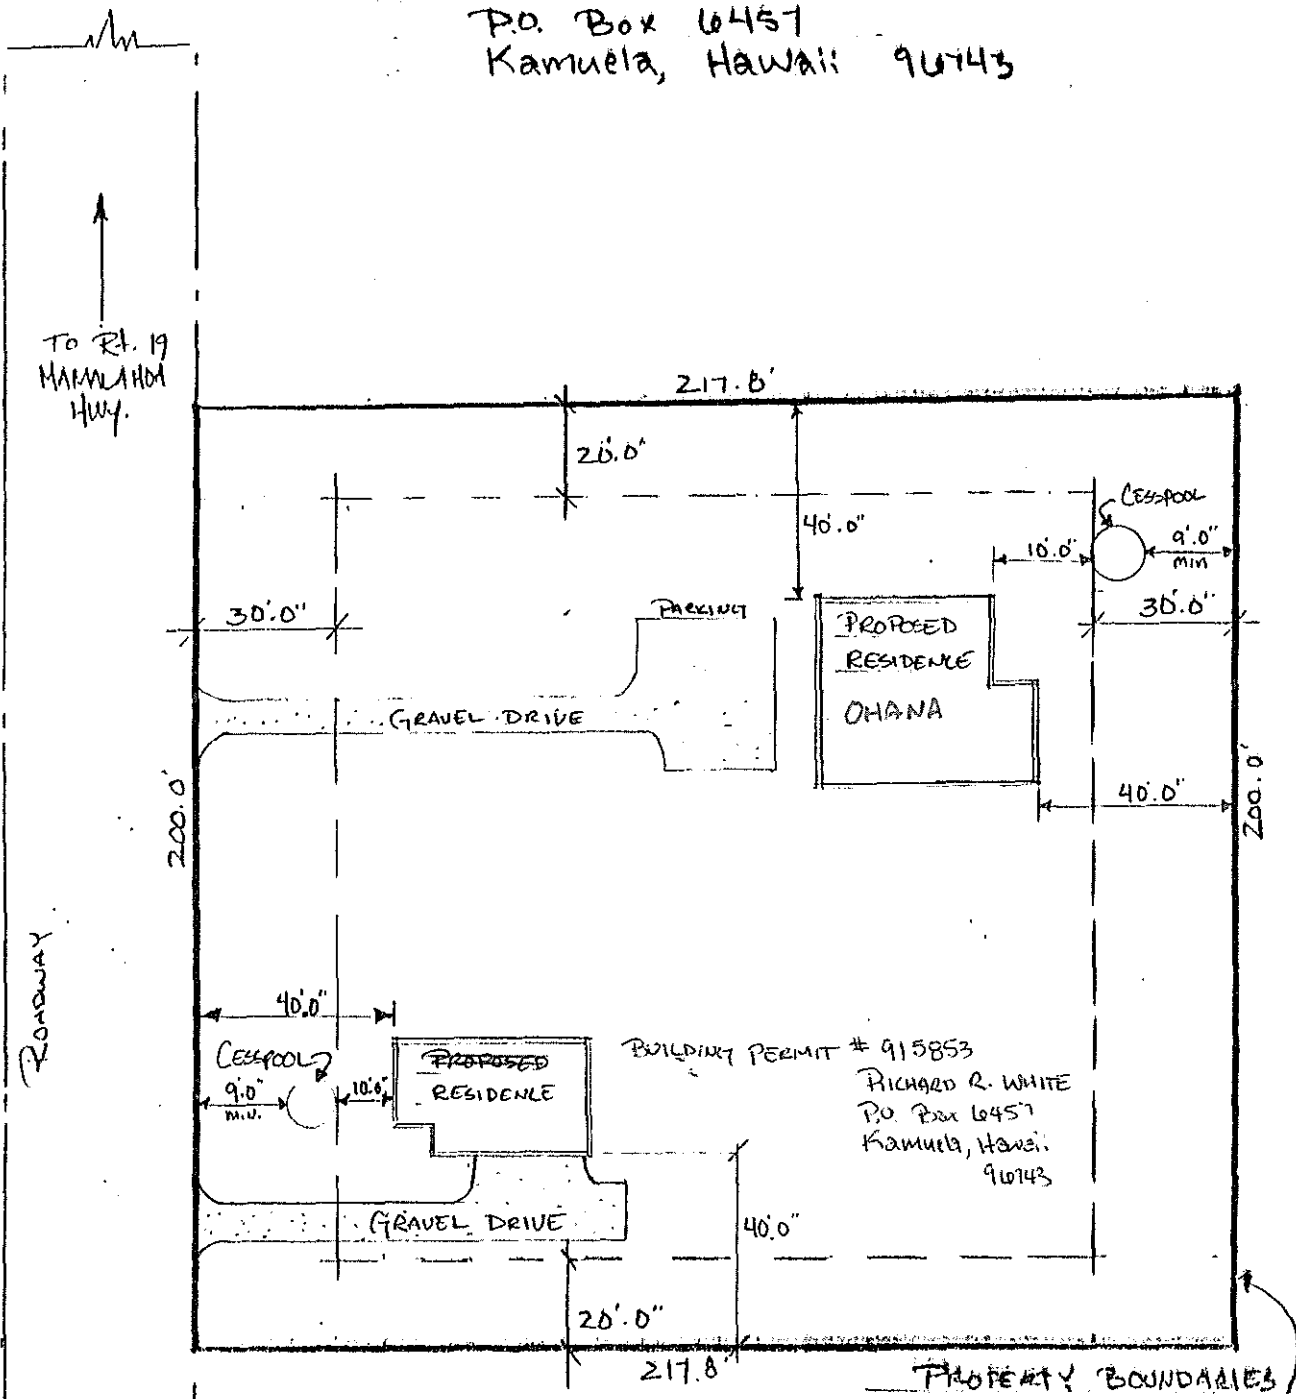 P.O. Box 6457
Kamuela, Hawaii 96743
TO Rt. 19
MAMALAHOA
HWY.
217.8'
20'.0"
40'.0"
CESSPOOL
10'.0"
9'.0"
MIN
30'.0"
30'.0"
PARKING
PROPOSED
RESIDENCE
OHANA
GRAVEL DRIVE
40'.0"
200.0'
200.0'
ROADWAY
40'.0"
CESSPOOL
9'.0"
MIN.
10'.0"
PROPOSED
RESIDENCE
BUILDING PERMIT # 915853
RICHARD R. WHITE
P.O. Box 6457
Kamuela, Hawaii
96743
GRAVEL DRIVE
40'.0"
20'.0"
217.8'
PROPERTY BOUNDARIES